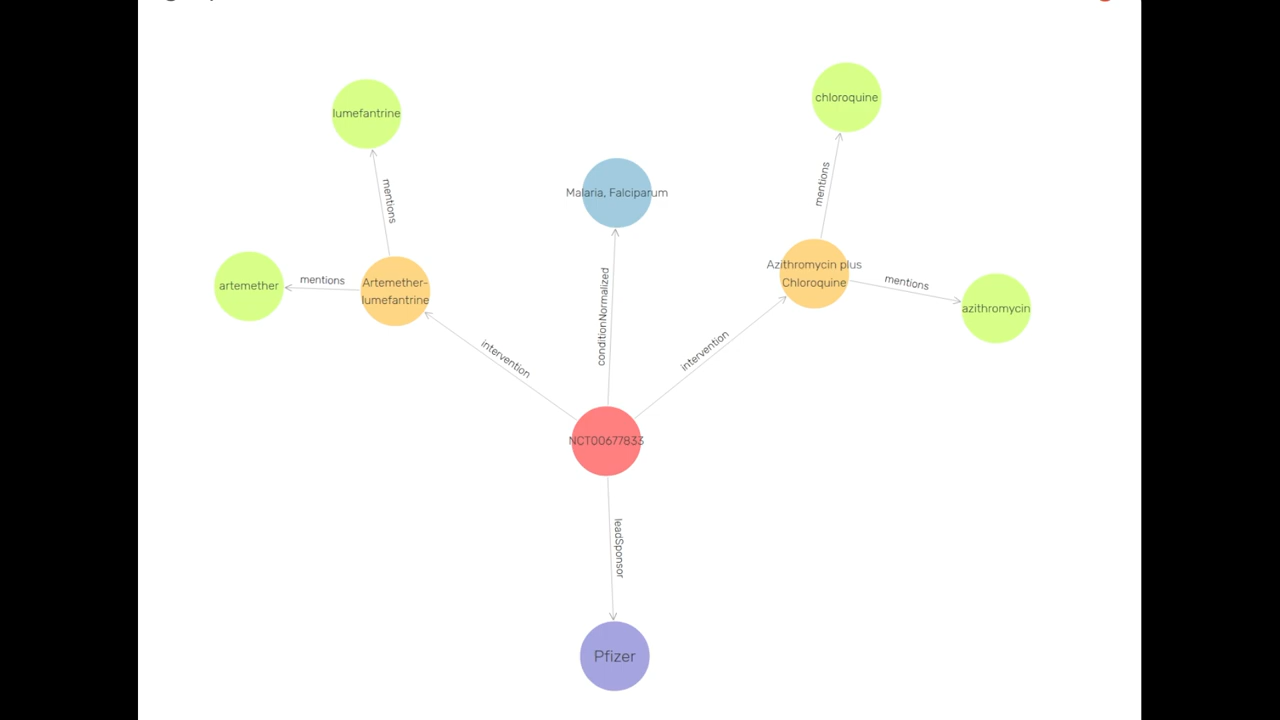 chloroquine
lumefantrine
mentions
mentions
Malaria, Falciparum
Azithromycin plus
Chloroquine
mentions
artemether
mentions
Artemether-
lumefantrine
azithromycin
conditionNormalized
intervention
intervention
NCT00677833
leadSponsor
Pfizer